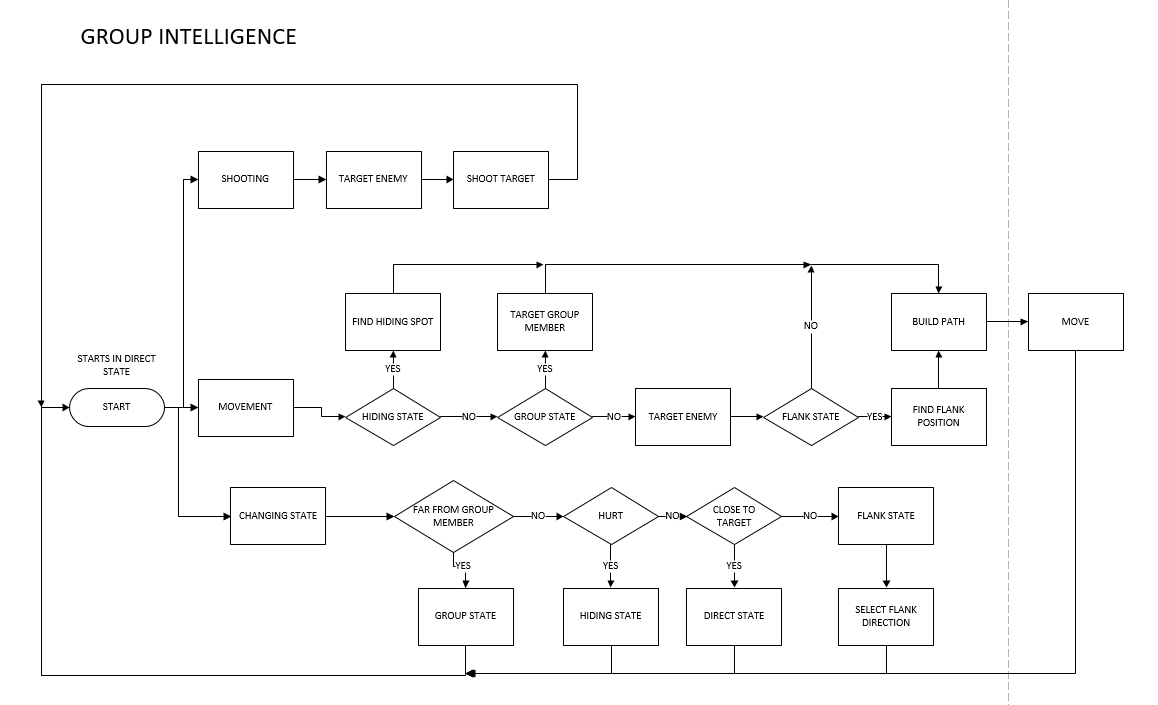 GROUP INTELLIGENCE
SHOOTING
TARGET ENEMY
SHOOT TARGET
FIND HIDING SPOT
TARGET GROUP
MEMBER
NO
BUILD PATH
MOVE
STARTS IN DIRECT
STATE
YES
YES
START
MOVEMENT
HIDING STATE
NO
GROUP STATE
NO
TARGET ENEMY
FLANK STATE
YES
FIND FLANK
POSITION
CHANGING STATE
FAR FROM GROUP
MEMBER
NO
HURT
NO
CLOSE TO
TARGET
NO
FLANK STATE
YES
YES
YES
GROUP STATE
HIDING STATE
DIRECT STATE
SELECT FLANK
DIRECTION